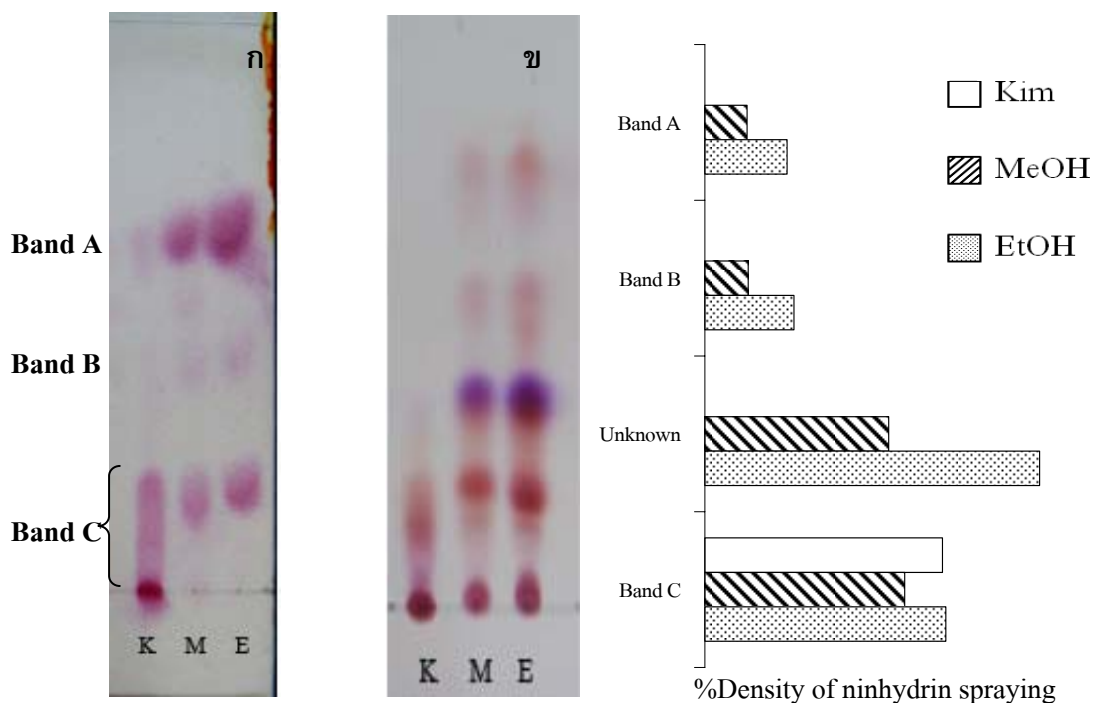 ก
ข
Band A
Band B
Band C
K M E
K M E
Band A
Band B
Unknown
Band C
Kim
MeOH
EtOH
%Density of ninhydrin spraying